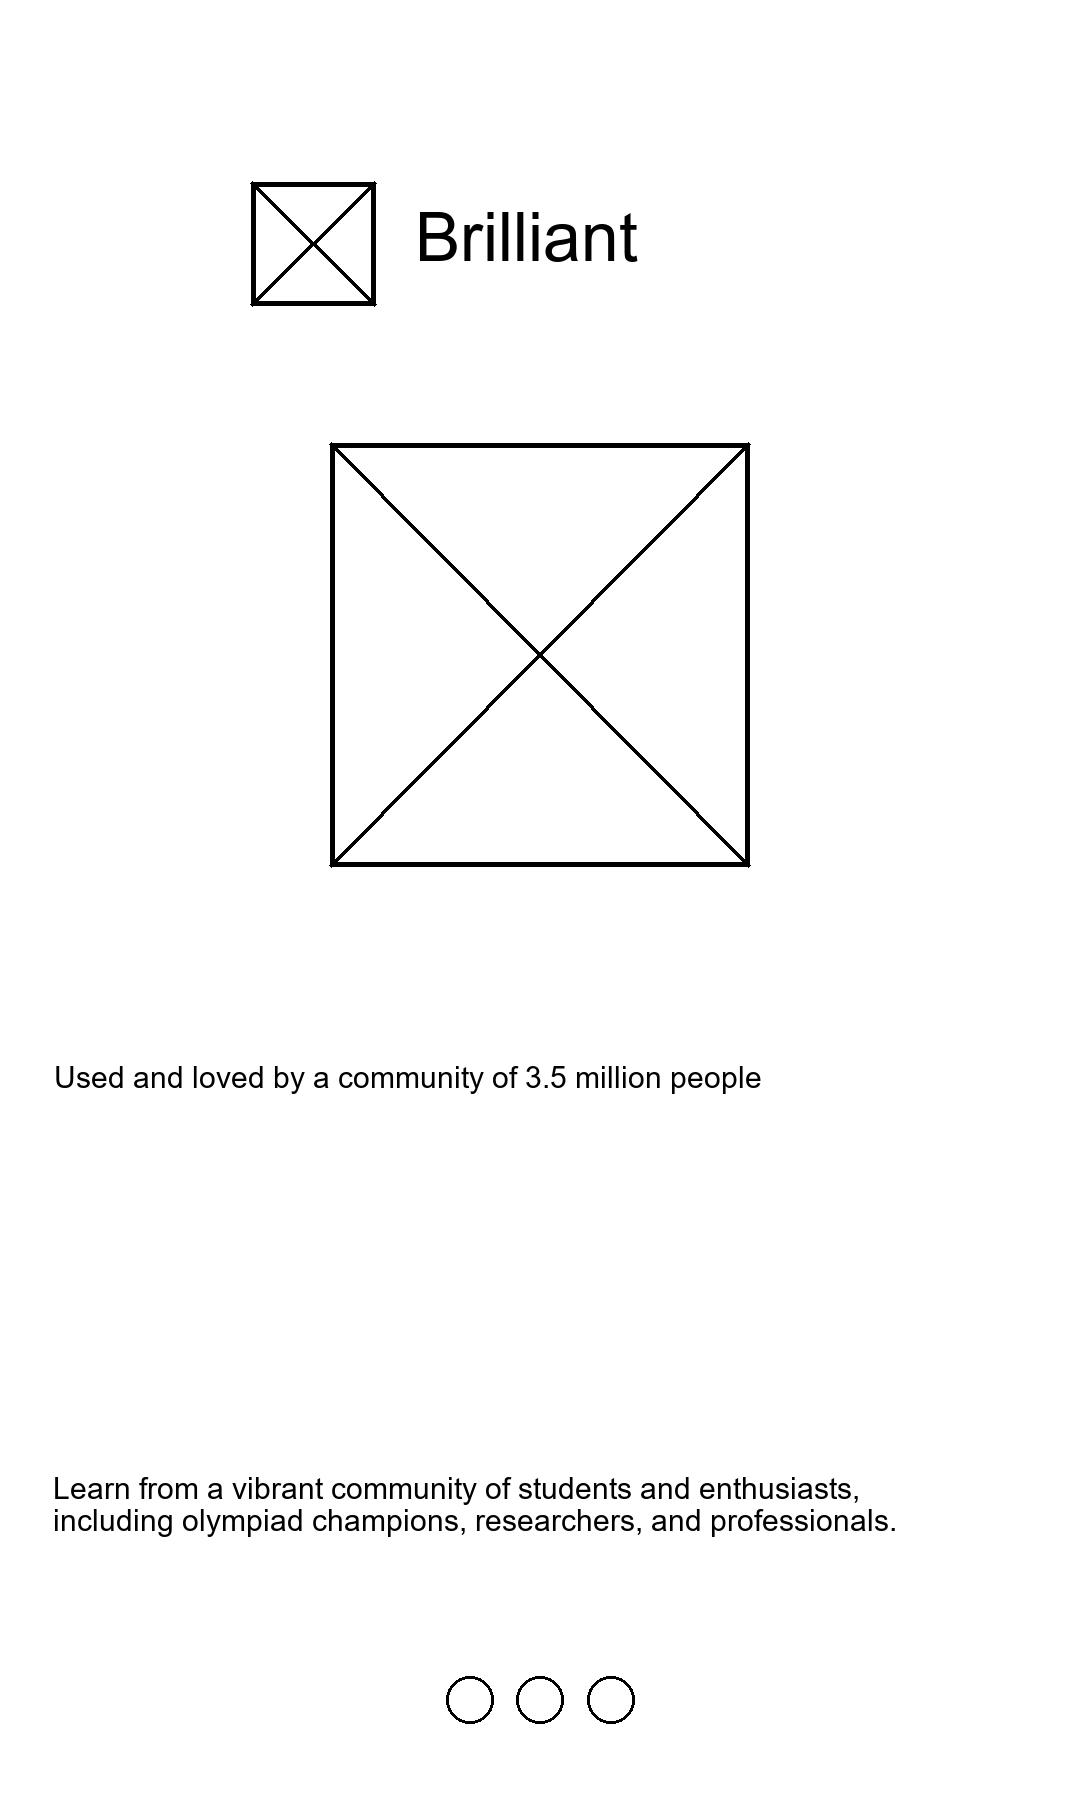 Brilliant
Used and loved by a community of 3.5 million people
Learn from a vibrant community of students and enthusiasts,
including olympiad champions, researchers, and professionals.